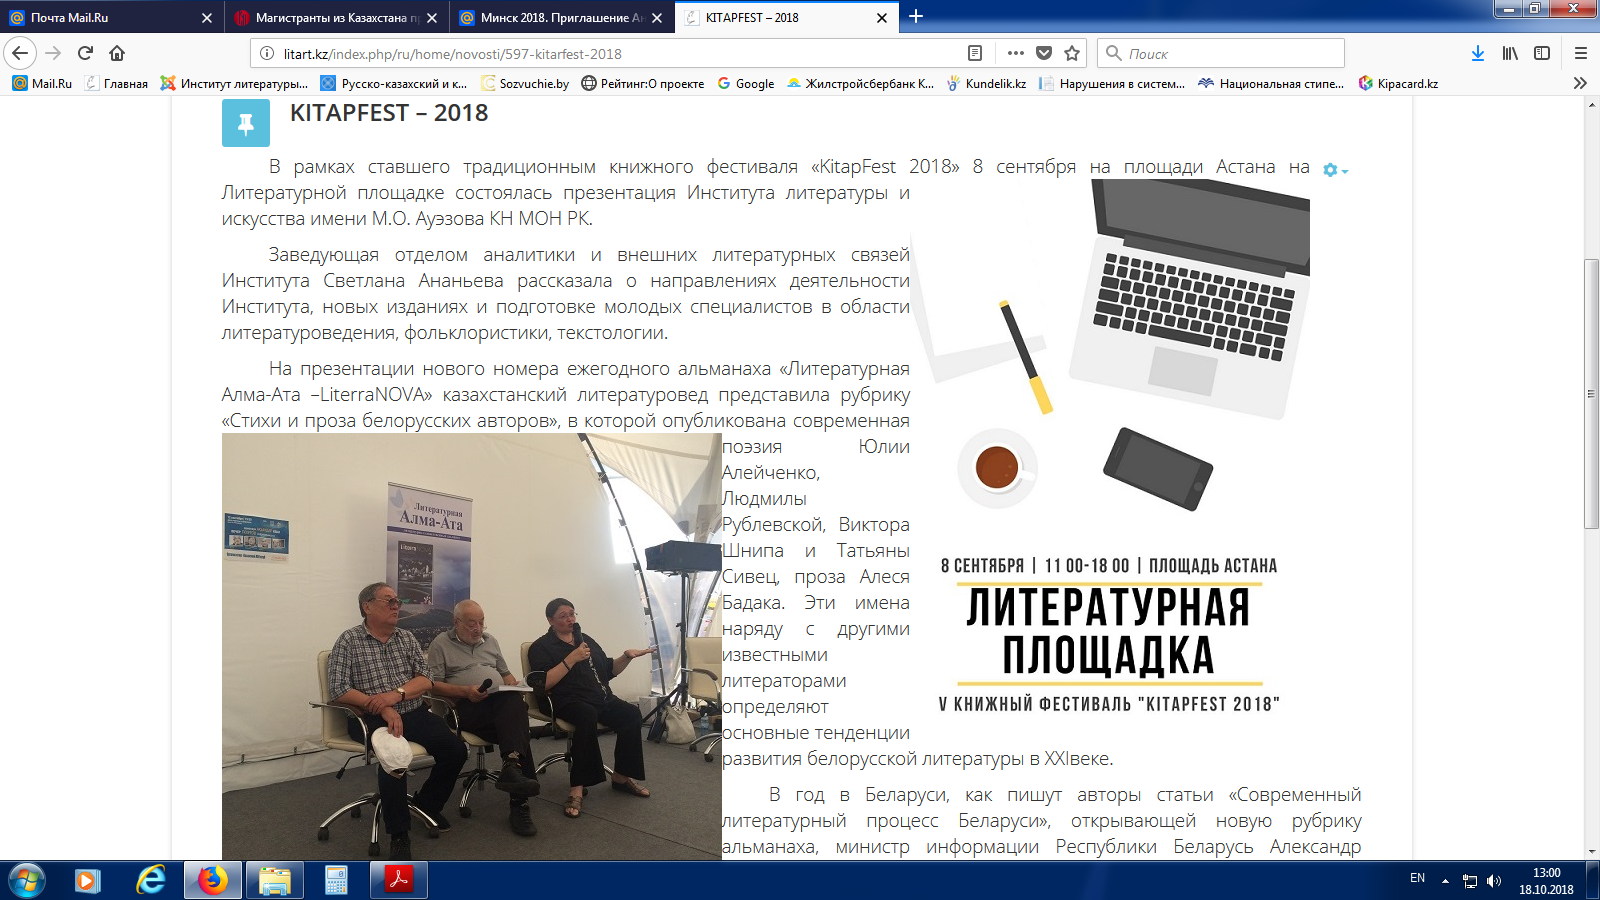 Почта Mail.Ru
Магистранты из Казахстана пр
Минск 2018. Приглашение Ан
KITAPFEST – 2018
litart.kz/index.php/ru/home/novosti/597-kitarfest-2018
Поиск
Mail.Ru
Главная
Институт литературы...
Русско-казахский и к...
Sozvuchie.by
Рейтинг:О проекте
Google
Жилстройсбербанк К...
Kundelik.kz
Нарушения в систем...
Национальная стипе...
Kipacard.kz
KITAPFEST – 2018
В рамках ставшего традиционным книжного фестиваля «KitapFest 2018» 8 сентября на площади Астана на
Литературной площадке состоялась презентация Института литературы и
искусства имени М.О. Ауэзова КН МОН РК.
Заведующая отделом аналитики и внешних литературных связей
Института Светлана Ананьева рассказала о направлениях деятельности
Института, новых изданиях и подготовке молодых специалистов в области
литературоведения, фольклористики, текстологии.
На презентации нового номера ежегодного альманаха «Литературная
Алма-Ата –LiterraNOVA» казахстанский литературовед представила рубрику
«Стихи и проза белорусских авторов», в которой опубликована современная
поэзия Юлии
Алейченко,
Людмилы
Рублевской, Виктора
Шнипа и Татьяны
Сивец, проза Алеся
Бадака. Эти имена
наряду с другими
известными
литераторами
определяют
основные тенденции
развития белорусской литературы в XXIвеке.
В год в Беларуси, как пишут авторы статьи «Современный
литературный процесс Беларуси», открывающей новую рубрику
альманаха, министр информации Республики Беларусь Александр
Литературная
Алма-Ата
8 СЕНТЯБРЯ | 11 00-18 00 | ПЛОЩАДЬ АСТАНА
ЛИТЕРАТУРНАЯ
ПЛОЩАДКА
V КНИЖНЫЙ ФЕСТИВАЛЬ "KITAPFEST 2018"
EN
13:00
18.10.2018